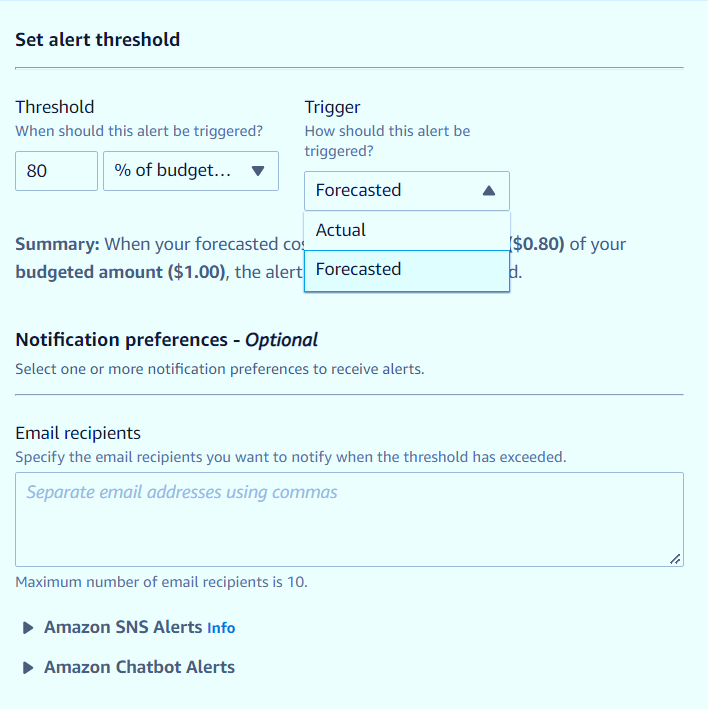 Set alert threshold
Threshold
When should this alert be triggered?
80
% of budget...
Trigger
How should this alert be
triggered?
Forecasted
Actual
Forecasted
Summary: When your forecasted ($0.80) of your
budgeted amount ($1.00), the alert
Notification preferences - Optional
Select one or more notification preferences to receive alerts.
Email recipients
Specify the email recipients you want to notify when the threshold has exceeded.
Separate email addresses using commas
Maximum number of email recipients is 10.
Amazon SNS Alerts Info
Amazon Chatbot Alerts